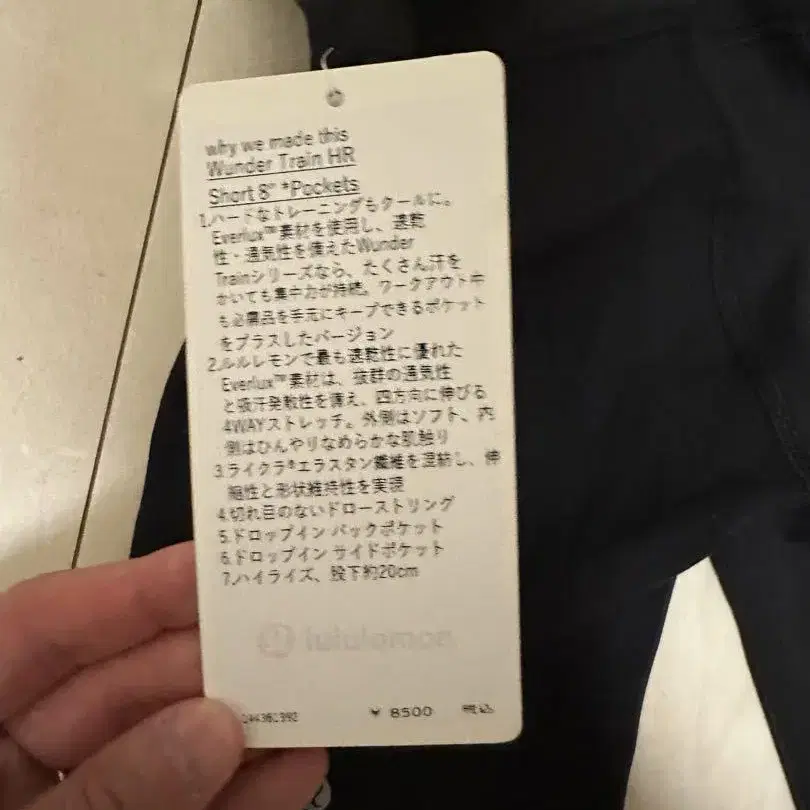 why we made this
Wunder Train HR
Short 8" *Pockets
1.ハードなトレーニングもクールに。
Everlux™素材を使用し、速乾
性・通気性を備えたWunder
Trainシリーズなら、たくさん汗を
かいても集中力が持続。ワークアウト中
も必需品を手元にキープできるポケット
をプラスしたバージョン
2.ルルレモンで最も速乾性に優れた
Everlux™素材は、抜群の通気性
と吸汗発散性を備え、四方向に伸びる
4WAYストレッチ。外側はソフト、内
側はひんやりなめらかな肌触り
3.ライクラ®エラスタン繊維を混紡し、伸
縮性と形状維持性を実現
4.切れ目のないドローストリング
5.ドロップイン バックポケット
6.ドロップイン サイドポケット
7.ハイライズ、股下約20cm
lululemon
¥ 8500 税込